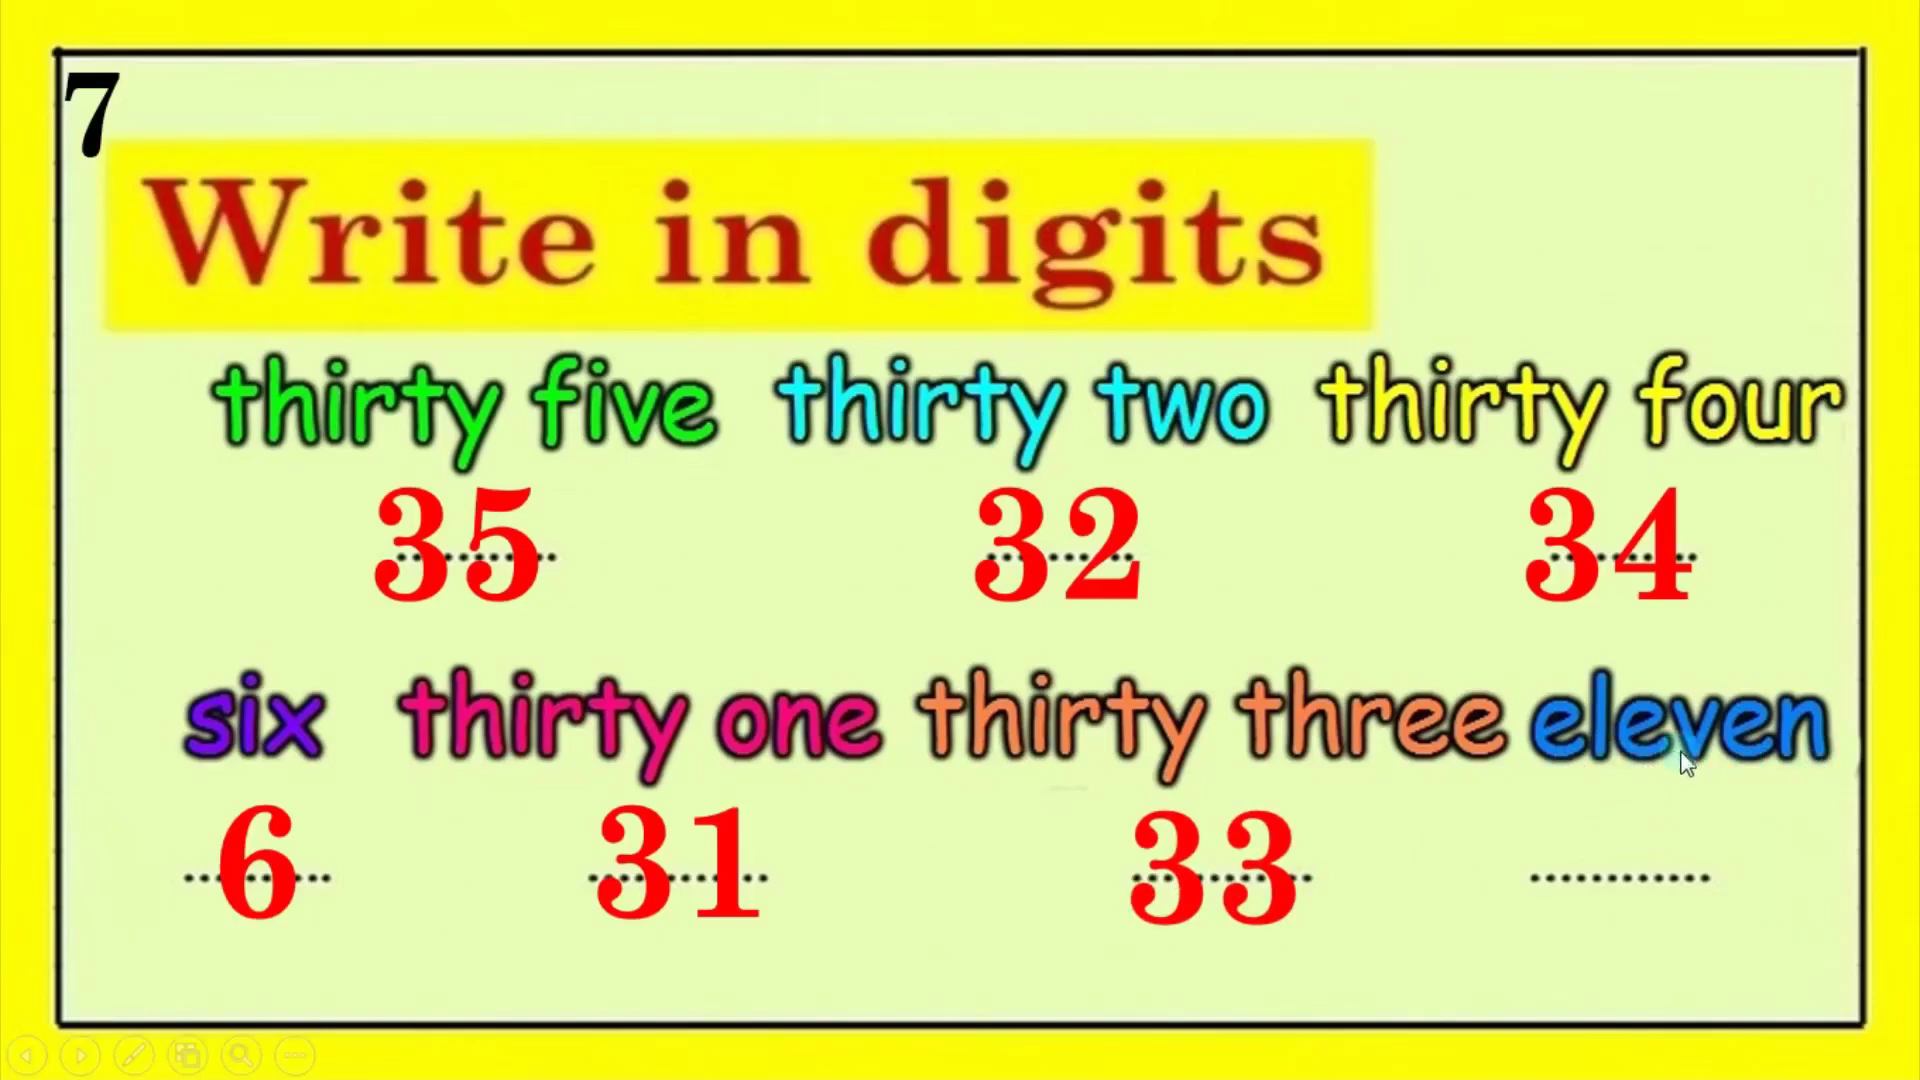 7
Write in digits
thirty five thirty two thirty four
35 32 34
six thirty one thirty three eleven
6 31 33